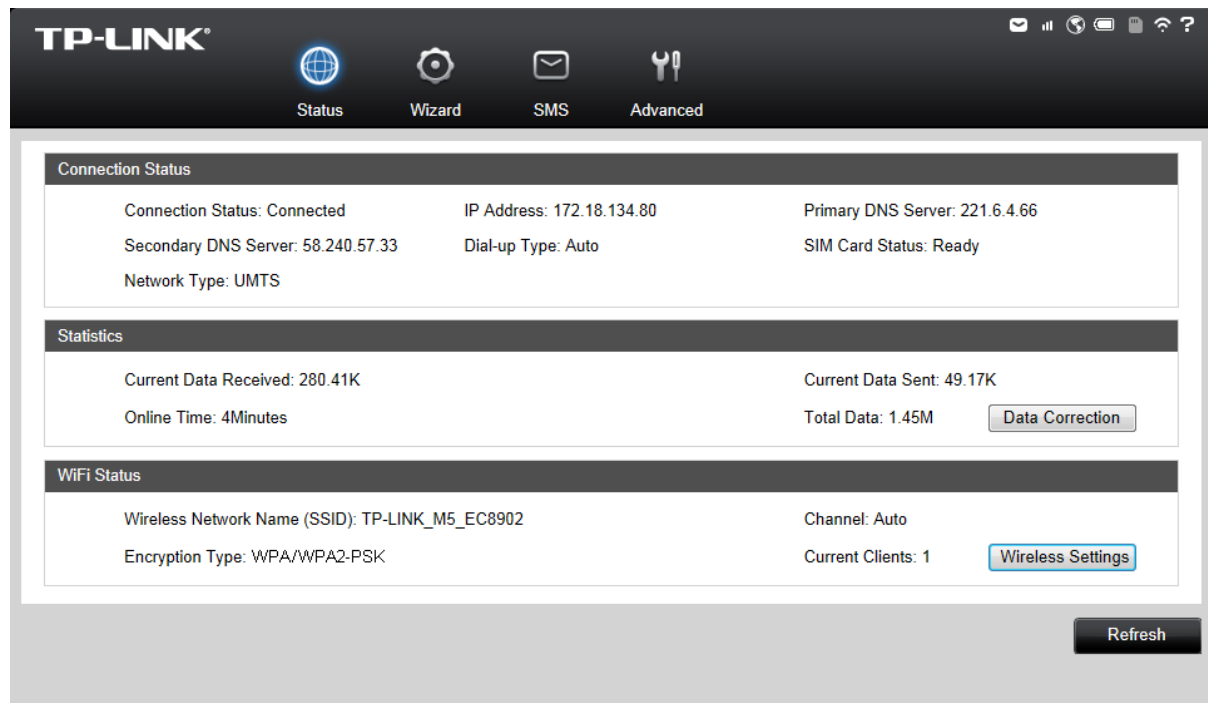 TP-LINK®
?
Status Wizard SMS Advanced
Connection Status
Connection Status: Connected IP Address: 172.18.134.80 Primary DNS Server: 221.6.4.66
Secondary DNS Server: 58.240.57.33 Dial-up Type: Auto SIM Card Status: Ready
Network Type: UMTS
Statistics
Current Data Received: 280.41K Current Data Sent: 49.17K
Online Time: 4Minutes Total Data: 1.45M Data Correction
WiFi Status
Wireless Network Name (SSID): TP-LINK_M5_EC8902 Channel: Auto
Encryption Type: WPA/WPA2-PSK Current Clients: 1 Wireless Settings
Refresh